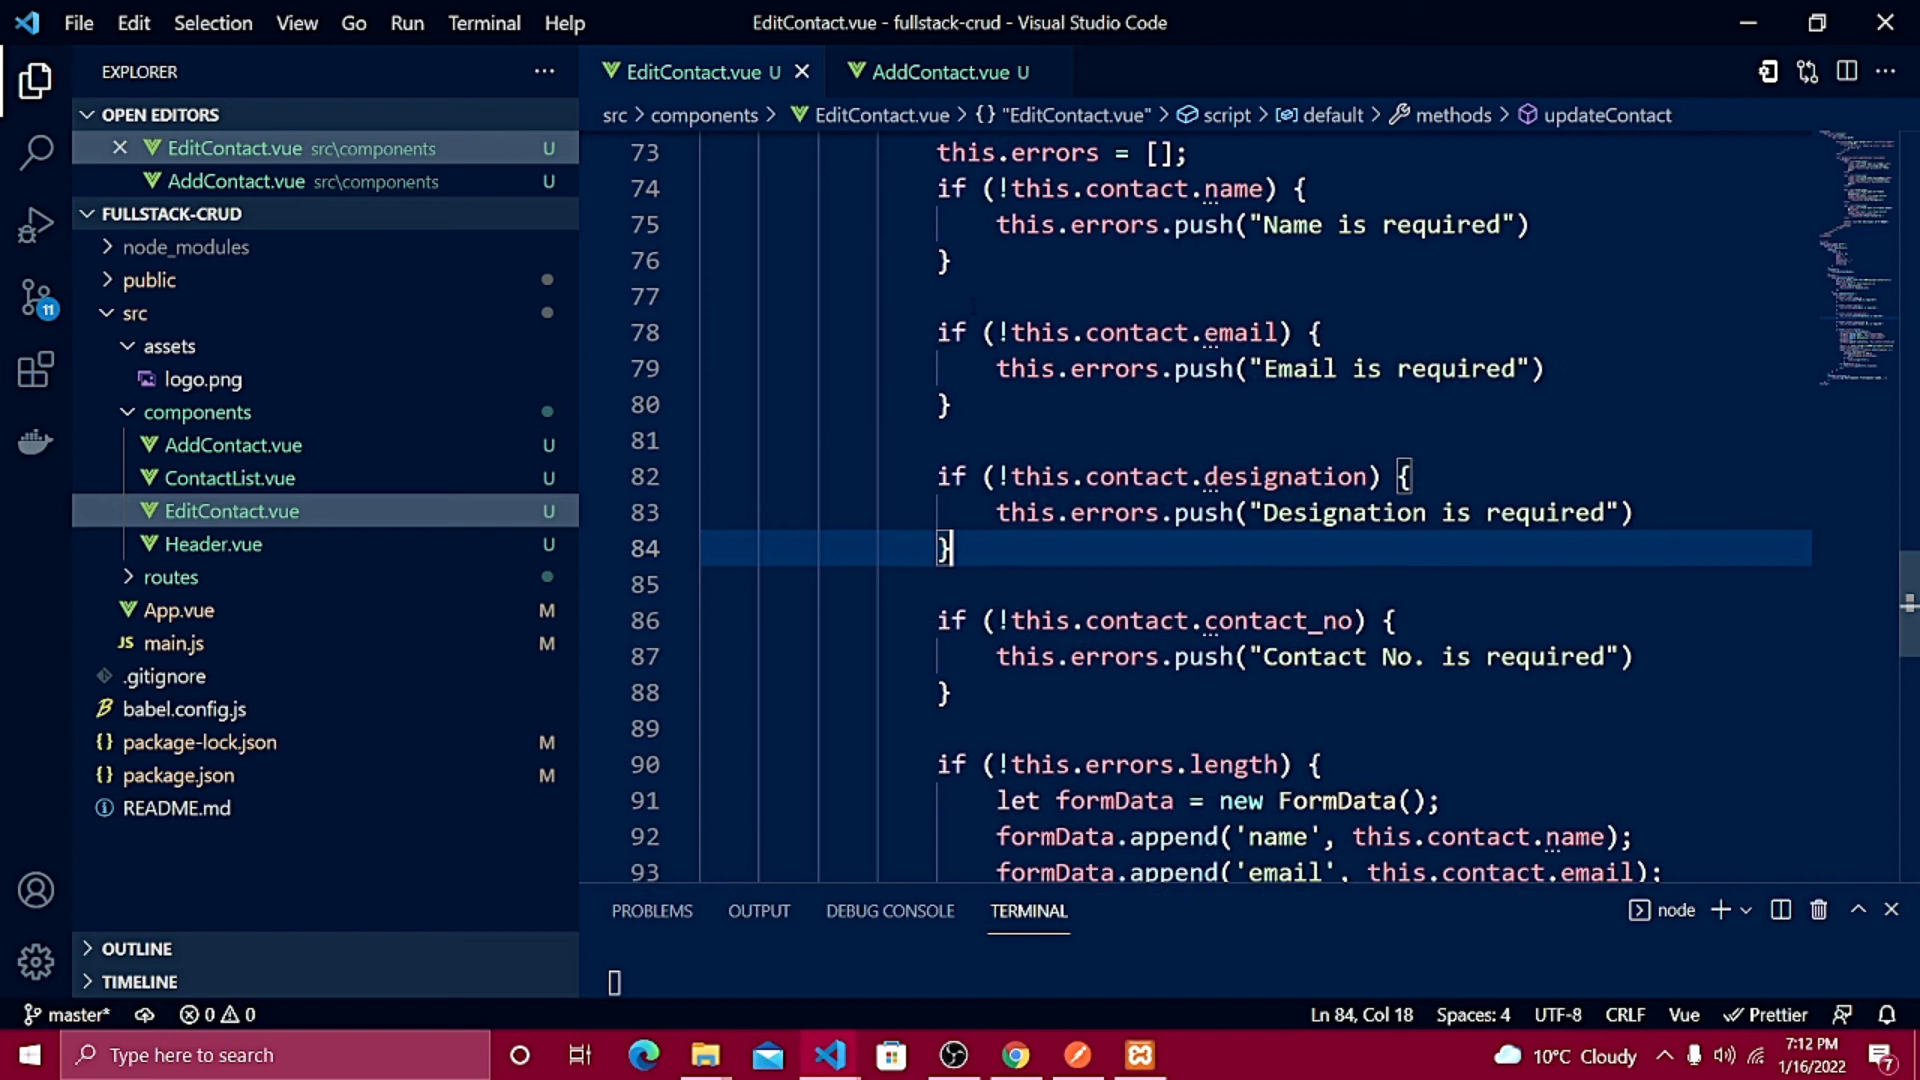 File Edit Selection View Go Run Terminal Help
EditContact.vue - fullstack-crud - Visual Studio Code
EXPLORER
OPEN EDITORS
EditContact.vue src\components U
AddContact.vue src\components U
FULLSTACK-CRUD
node_modules
public
src
assets
logo.png
components
AddContact.vue U
ContactList.vue U
EditContact.vue U
Header.vue U
routes
App.vue M
JS main.js M
.gitignore
babel.config.js
{} package-lock.json M
{} package.json M
README.md
OUTLINE
TIMELINE
11
EditContact.vue U
AddContact.vue U
src > components > EditContact.vue > {} "EditContact.vue" > script > default > methods > updateContact
73 this.errors = [];
74 if (!this.contact.name) {
75 this.errors.push("Name is required")
76 }
77
78 if (!this.contact.email) {
79 this.errors.push("Email is required")
80 }
81
82 if (!this.contact.designation) {
83 this.errors.push("Designation is required")
84 }
85
86 if (!this.contact.contact_no) {
87 this.errors.push("Contact No. is required")
88 }
89
90 if (!this.errors.length) {
91 let formData = new FormData();
92 formData.append('name', this.contact.name);
93 formData.append('email', this.contact.email);
PROBLEMS OUTPUT DEBUG CONSOLE TERMINAL
node
master* 0 0
Ln 84, Col 18 Spaces: 4 UTF-8 CRLF Vue Prettier
Type here to search
10°C Cloudy
7:12 PM
1/16/2022
7